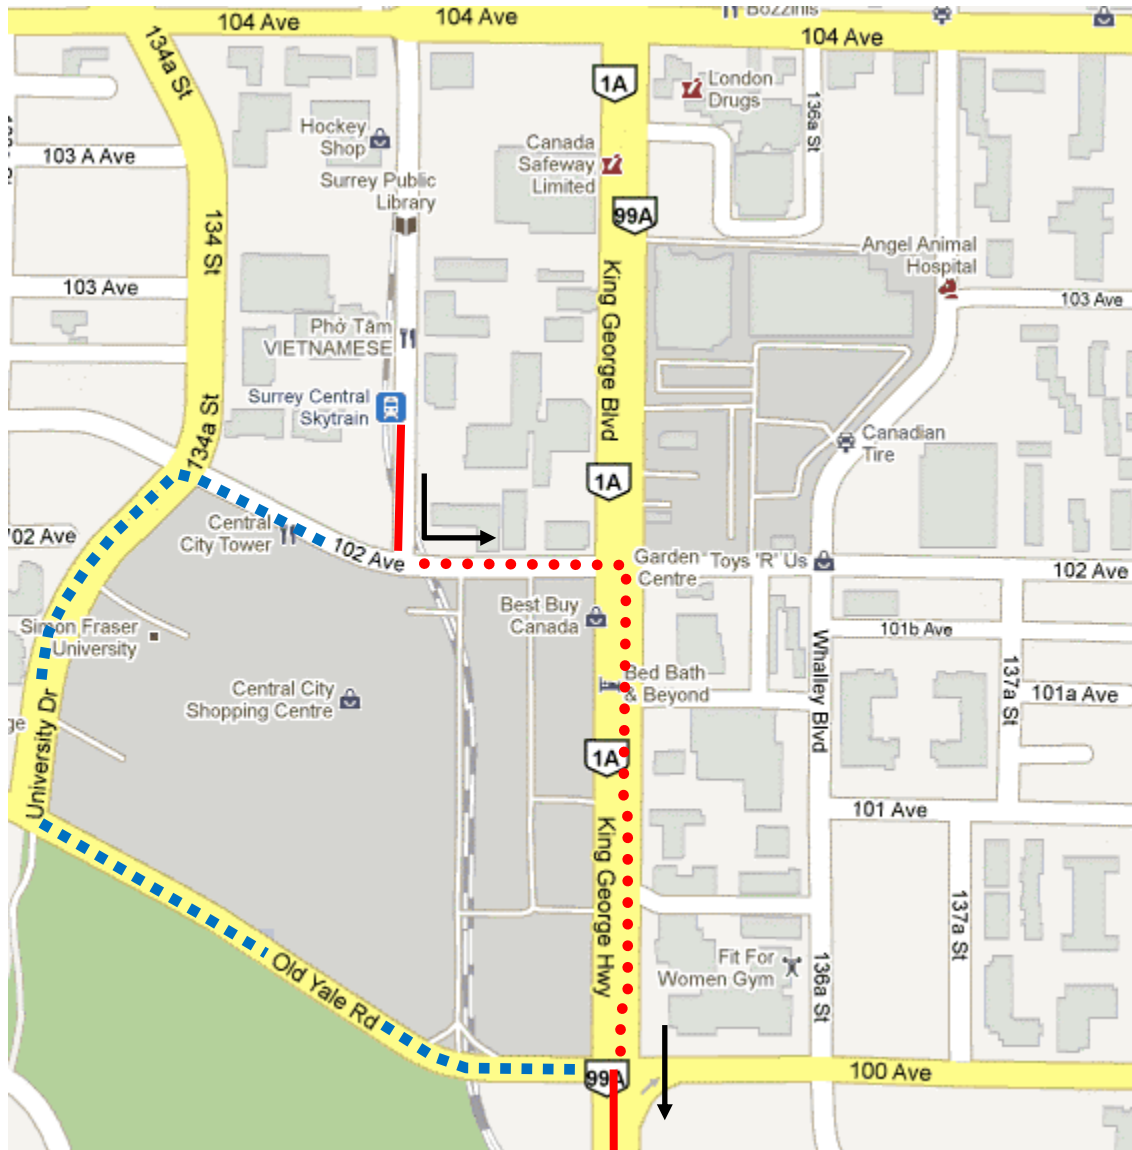 104 Ave
104 Ave
Bozzinis
104 Ave
134a St
1A
London
Drugs
136a St
Hockey
Shop
Canada
Safeway
Limited
103 A Ave
Surrey Public
Library
99A
134 St
Angel Animal
Hospital
103 Ave
103 Ave
King George Blvd
Phở Tâm
VIETNAMESE
Surrey Central
Skytrain
134a St
Canadian
Tire
1A
Central
City Tower
102 Ave
102 Ave
Garden
Centre
Toys 'R' Us
102 Ave
Best Buy
Canada
Simon Fraser
University
101b Ave
Whalley Blvd
137a St
Bed Bath
& Beyond
101a Ave
Central City
Shopping Centre
University Dr
ge
1A
101 Ave
King George Hwy
137a St
Fit For
Women Gym
136a St
Old Yale Rd
99A
100 Ave